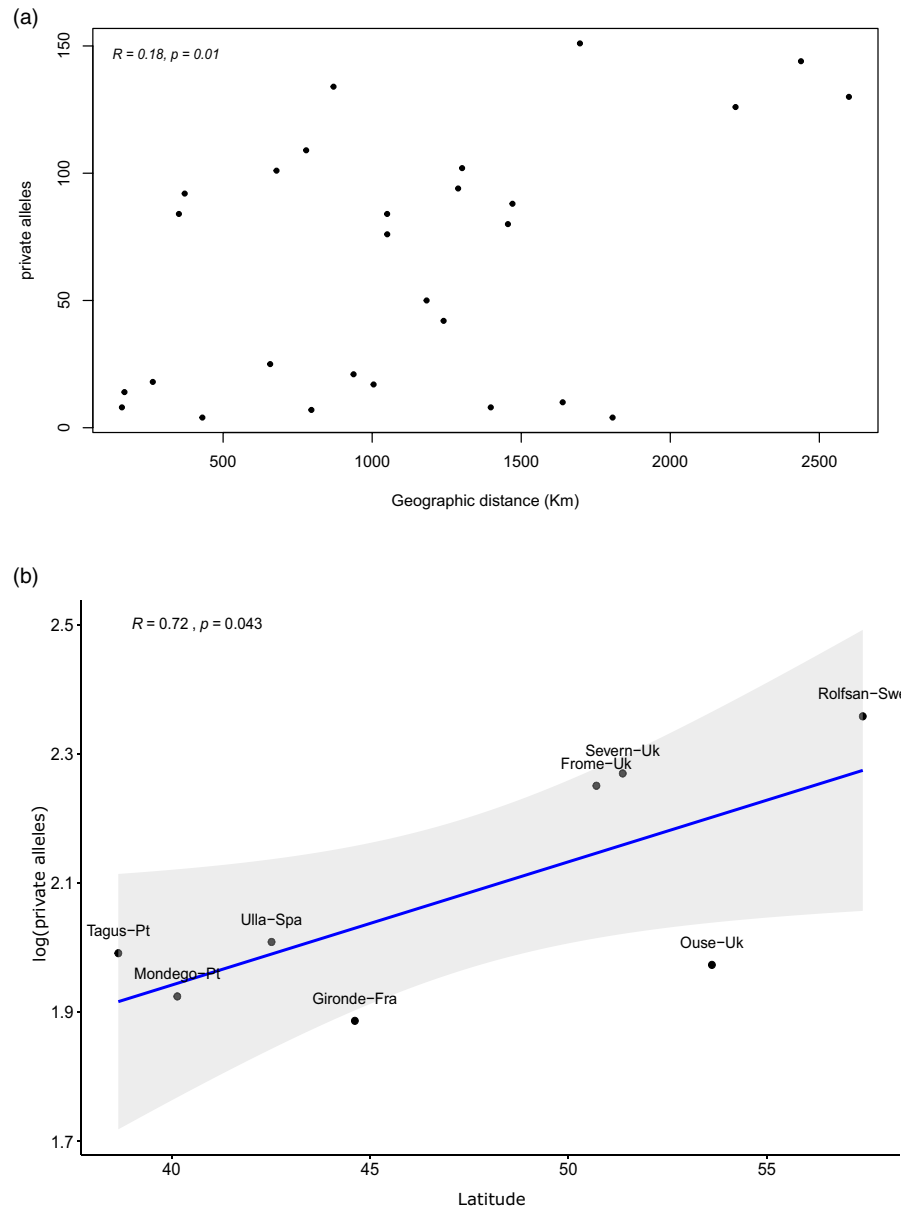 (a)
R = 0.18, p = 0.01
private alleles
150
100
50
0
500 1000 1500 2000 2500
Geographic distance (Km)
(b)
R = 0.72 , p = 0.043
log(private alleles)
2.5
2.3
2.1
1.9
1.7
Rolfsan−Swe
Severn−Uk
Frome−Uk
Ulla−Spa
Tagus−Pt
Ouse−Uk
Mondego−Pt
Gironde−Fra
40 45 50 55
Latitude